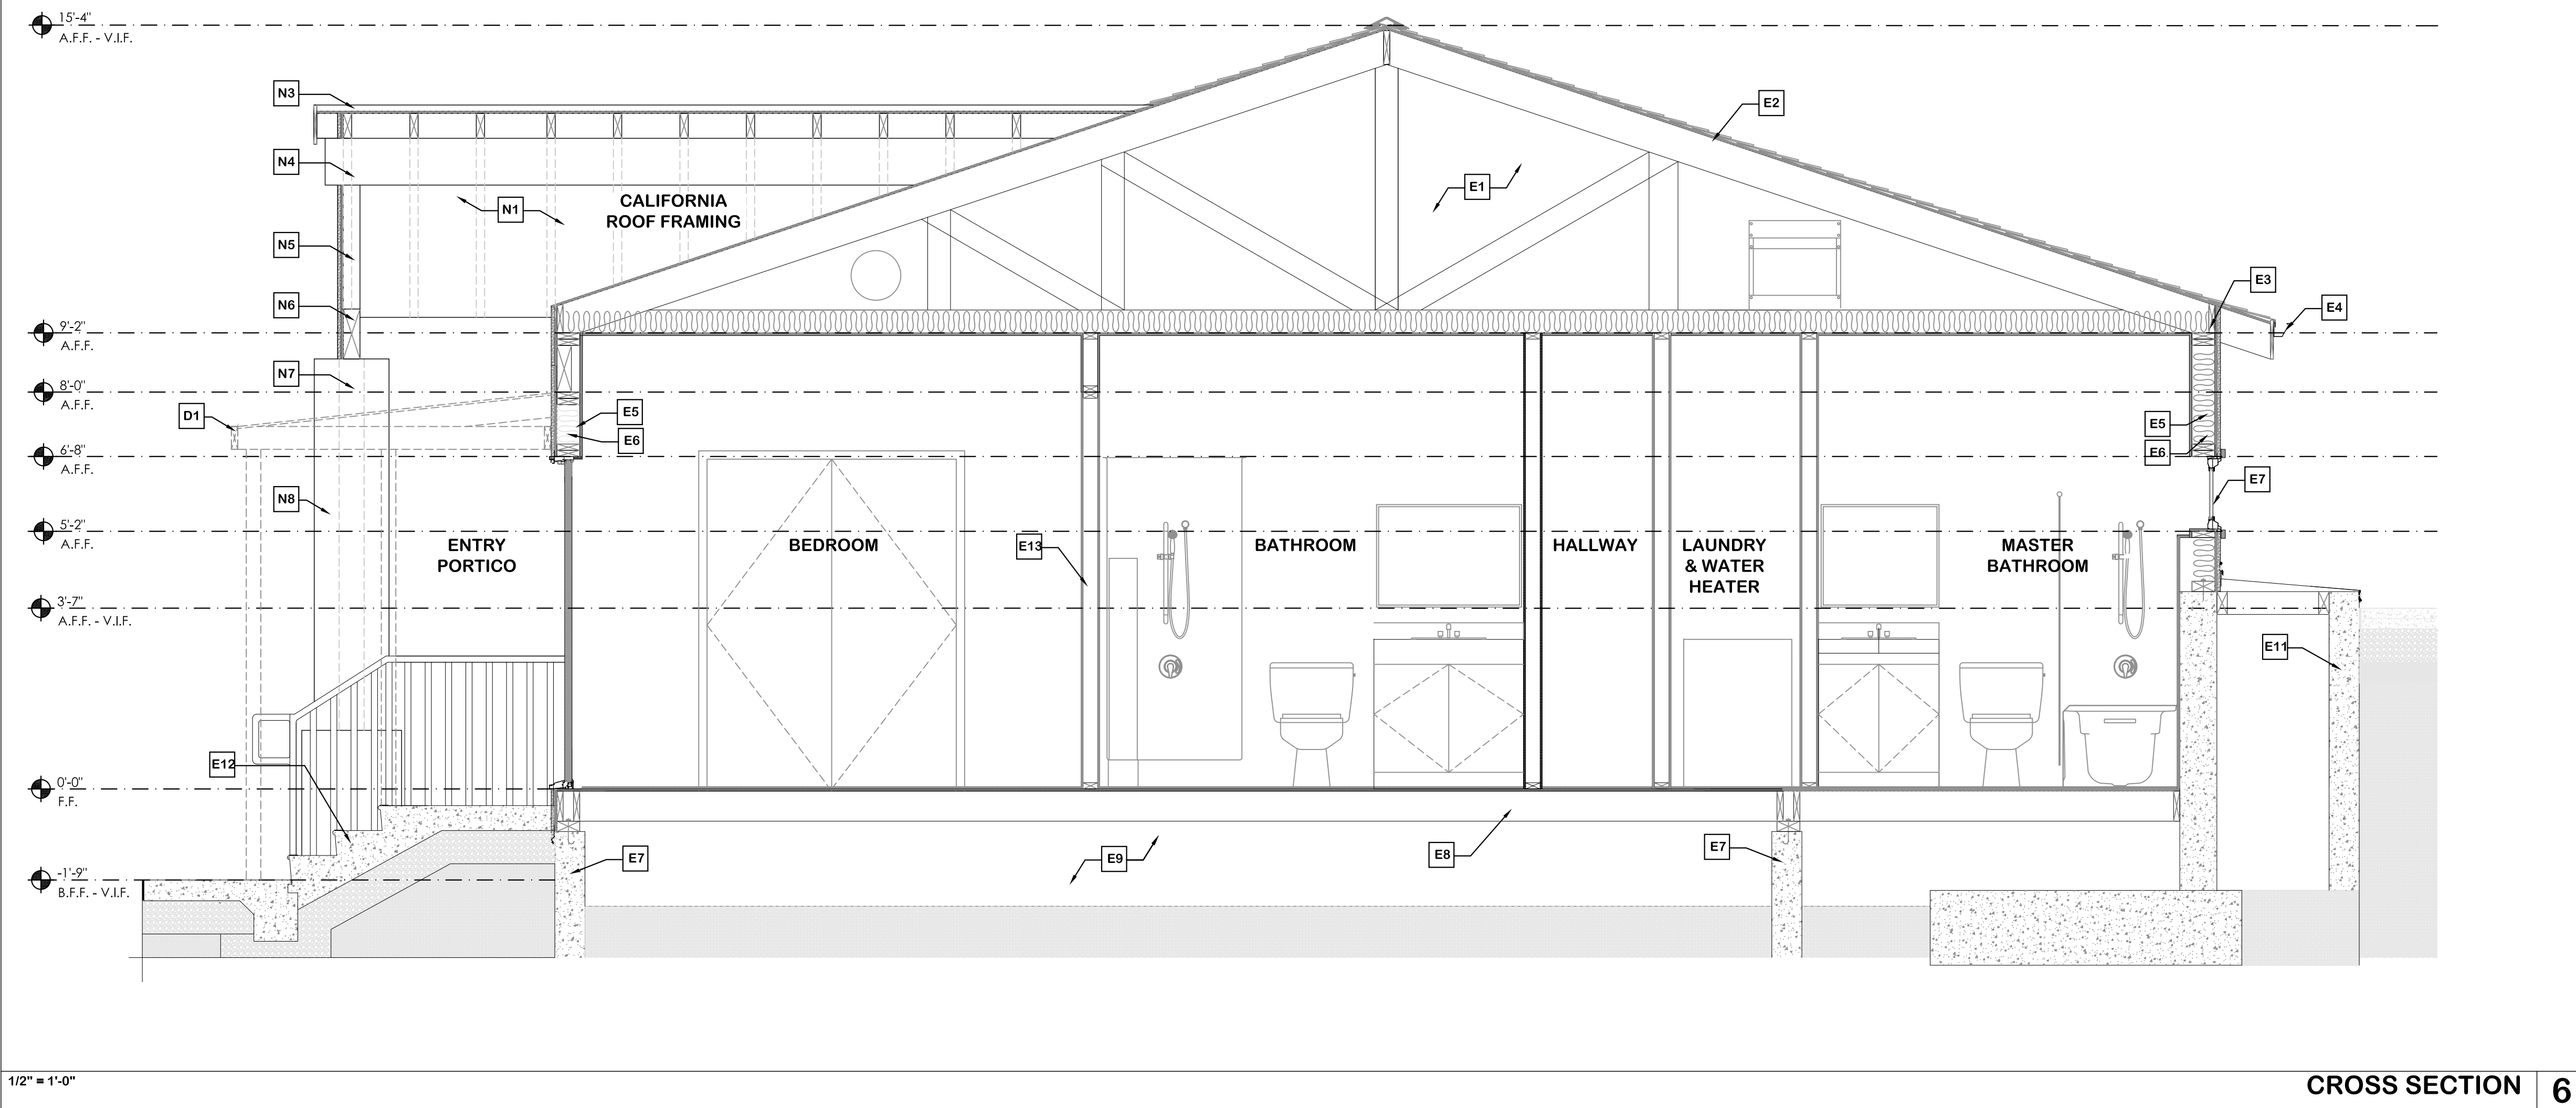 15'-4"
A.F.F. - V.I.F.
N3
E2
N4
E1
N1
CALIFORNIA
ROOF FRAMING
N5
E3
N6
E4
9'-2"
A.F.F.
N7
8'-0"
A.F.F.
D1
E5
E5
E6
E6
6'-8"
A.F.F.
E7
N8
5'-2"
A.F.F.
ENTRY
PORTICO
BEDROOM
E13
BATHROOM
HALLWAY
LAUNDRY
& WATER
HEATER
MASTER
BATHROOM
3'-7"
A.F.F. - V.I.F.
E11
E12
0'-0"
F.F.
E7
E9
E8
E7
-1'-9"
B.F.F. - V.I.F.
1/2" = 1'-0"
CROSS SECTION
6